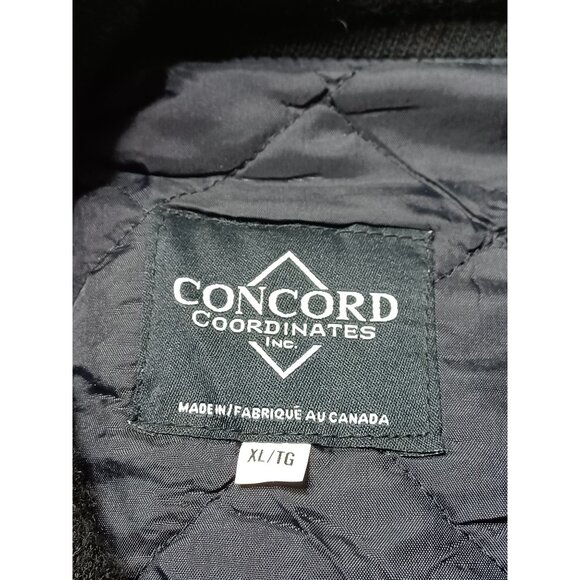 CONCORD
COORDINATES
INC.
MADE IN/FABRIQUÉ AU CANADA
XL/TG